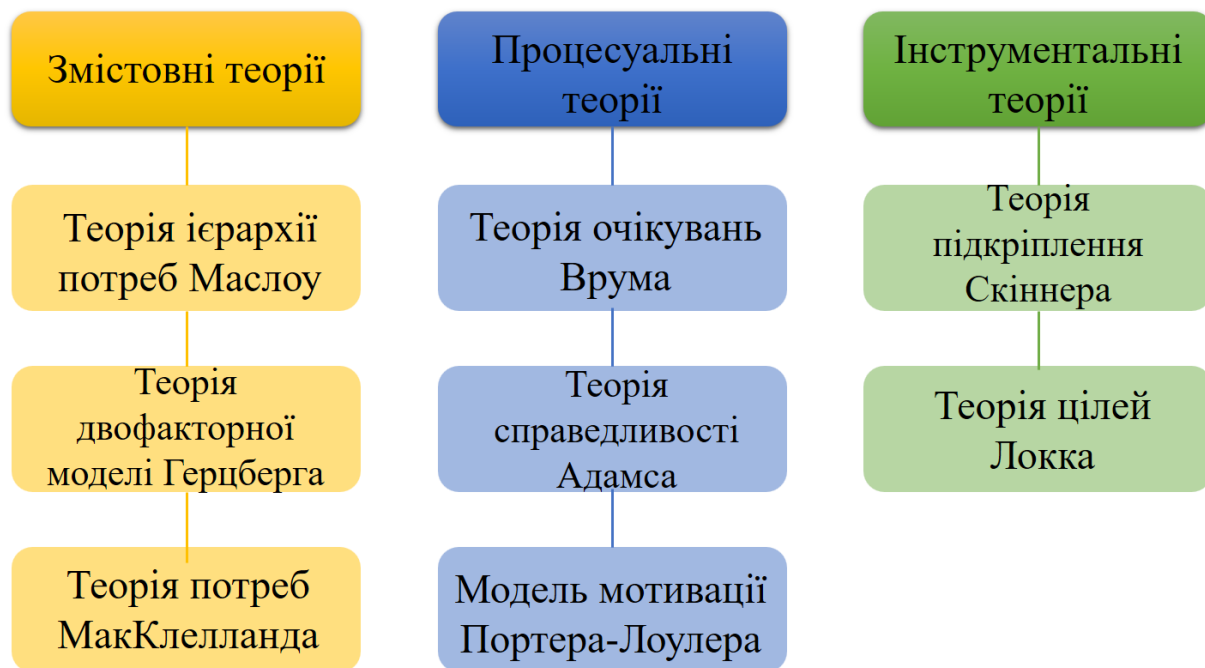 Змістовні теорії
Теорія ієрархії
потреб Маслоу
Теорія
двофакторної
моделі Герцберга
Теорія потреб
МакКлелланда
Процесуальні
теорії
Теорія очікувань
Врума
Теорія
справедливості
Адамса
Модель мотивації
Портера-Лоулера
Інструментальні
теорії
Теорія
підкріплення
Скіннера
Теорія цілей
Локка